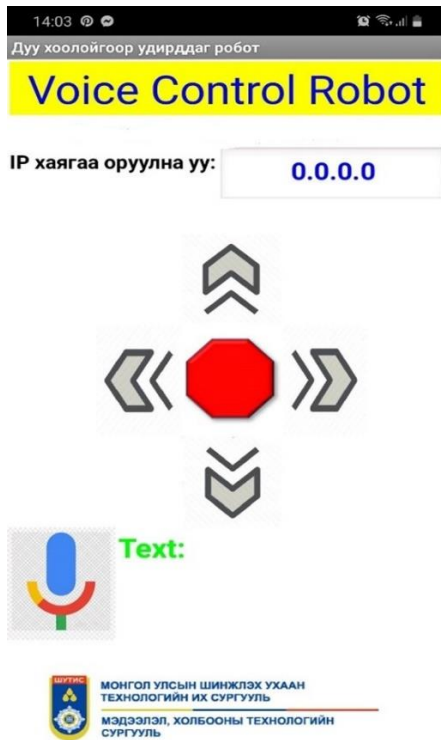 14:03
Дуу хоолойгоор удирддаг робот
Voice Control Robot
IP хаягаа оруулна уу: 0.0.0.0
Text:
ШУТИС
МОНГОЛ УЛСЫН ШИНЖЛЭХ УХААН
ТЕХНОЛОГИЙН ИХ СУРГУУЛЬ
МЭДЭЭЛЭЛ, ХОЛБООНЫ ТЕХНОЛОГИЙН
СУРГУУЛЬ